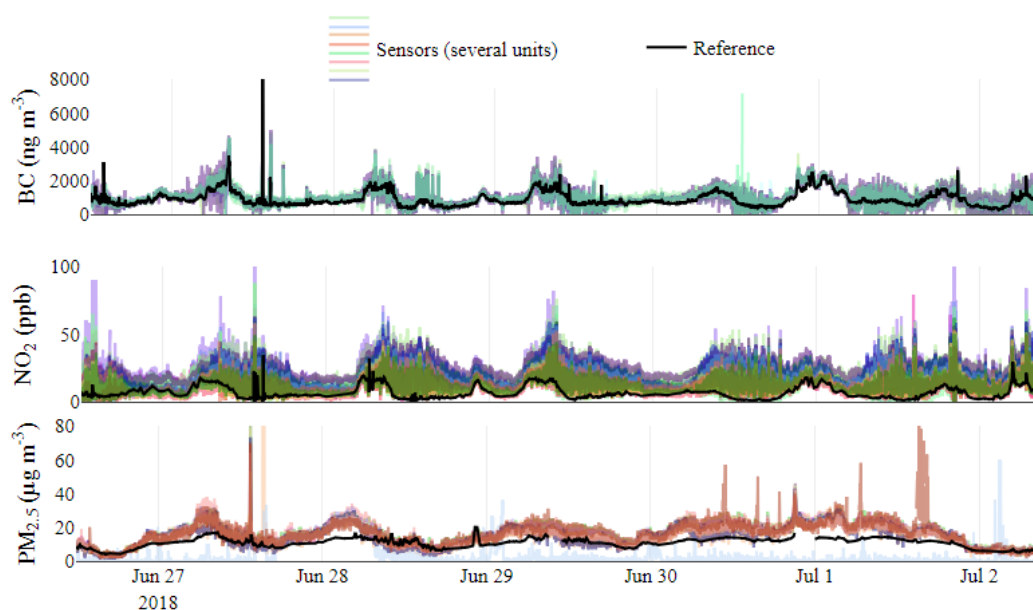 Sensors (several units)
Reference
BC (ng m⁻³)
8000
6000
4000
2000
0
NO₂ (ppb)
100
50
0
PM₂.₅ (µg m⁻³)
80
60
40
20
0
Jun 27
2018
Jun 28
Jun 29
Jun 30
Jul 1
Jul 2